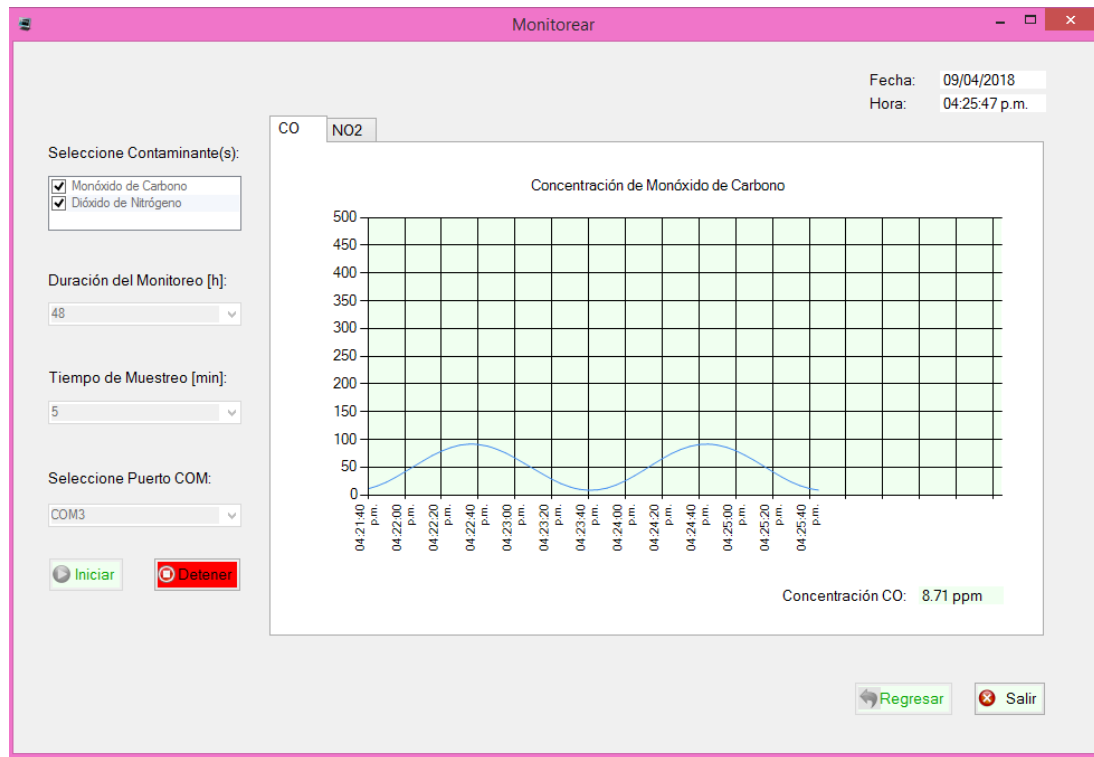 Monitorear
Fecha: 09/04/2018
Hora: 04:25:47 p.m.
CO NO2
Seleccione Contaminante(s):
Monóxido de Carbono
Dióxido de Nitrógeno
Duración del Monitoreo [h]:
48
Tiempo de Muestreo [min]:
5
Seleccione Puerto COM:
COM3
Iniciar Detener
Concentración de Monóxido de Carbono
500
450
400
350
300
250
200
150
100
50
0
04:21:40 p.m.
04:22:00 p.m.
04:22:20 p.m.
04:22:40 p.m.
04:23:00 p.m.
04:23:20 p.m.
04:23:40 p.m.
04:24:00 p.m.
04:24:20 p.m.
04:24:40 p.m.
04:25:00 p.m.
04:25:20 p.m.
04:25:40 p.m.
Concentración CO: 8.71 ppm
Regresar Salir